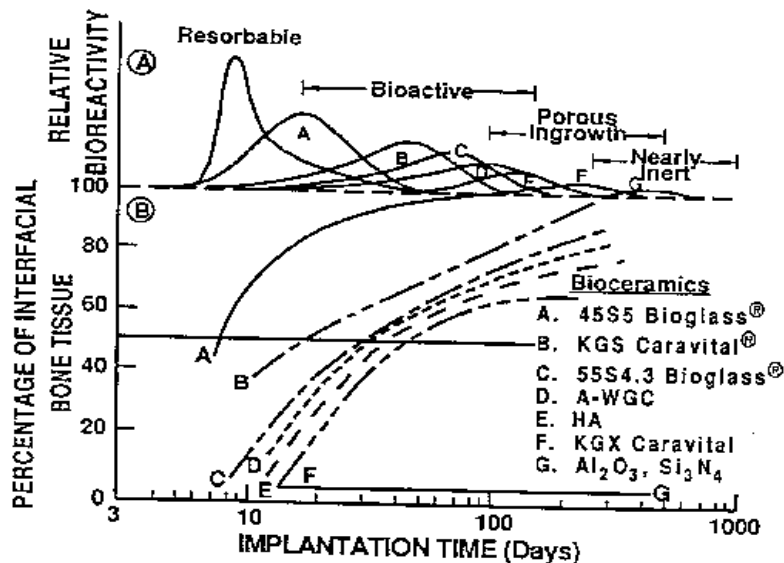 Resorbable
A
RELATIVE
BIOREACTIVITY
Bioactive
Porous
Ingrowth
Nearly
Inert
A
B
C
D
E
F
G
100
B
80
60
40
20
0
PERCENTAGE OF INTERFACIAL
BONE TISSUE
A
B
C
D
E
F
G
Bioceramics
A. 45S5 Bioglass®
B. KGS Caravital®
C. 55S4.3 Bioglass®
D. A-WGC
E. HA
F. KGX Caravital
G. Al₂O₃, Si₃N₄
3
10
100
1000
IMPLANTATION TIME (Days)